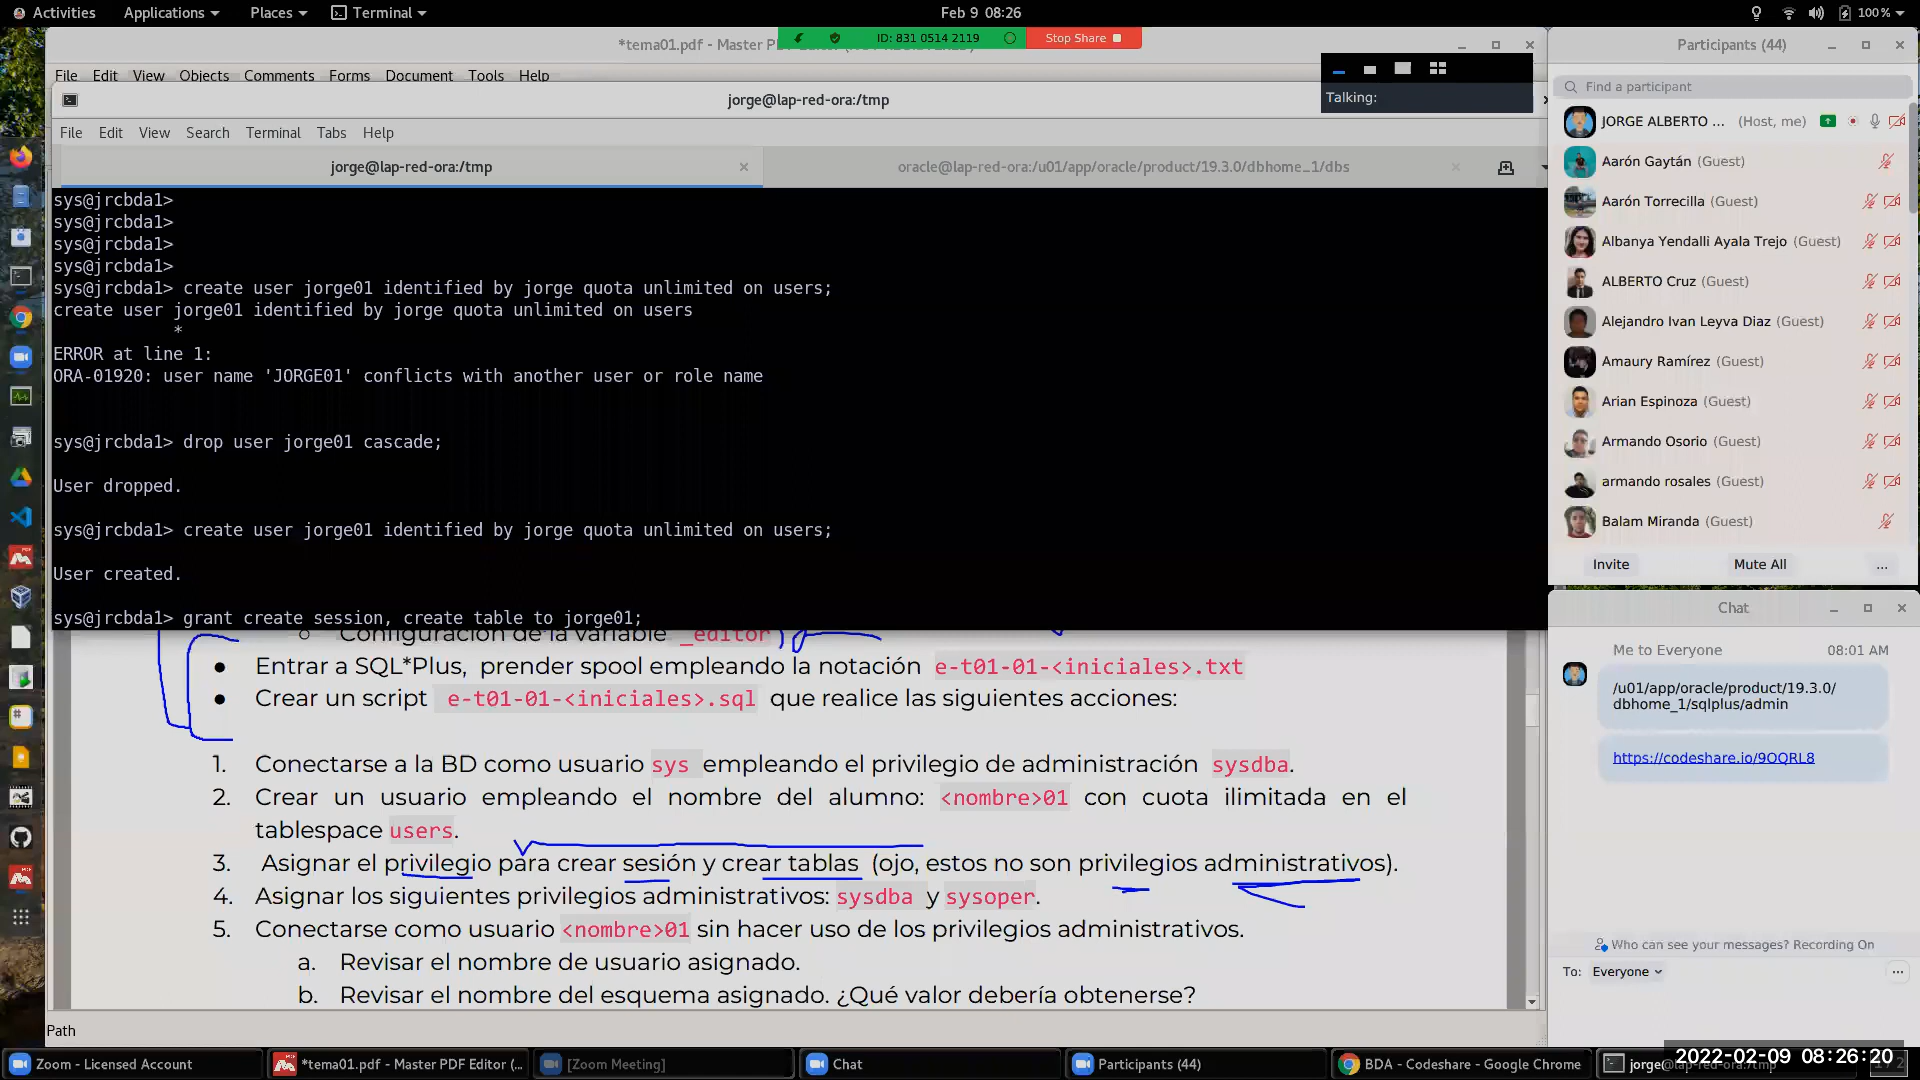 Activities
Applications
Places
Terminal
Feb 9 08:26
100%
*tema01.pdf - Master P
ID: 831 0514 2119
Stop Share
File Edit View Objects Comments Forms Document Tools Help
Talking:
jorge@lap-red-ora:/tmp
File Edit View Search Terminal Tabs Help
jorge@lap-red-ora:/tmp
oracle@lap-red-ora:/u01/app/oracle/product/19.3.0/dbhome_1/dbs
sys@jrcbda1>
sys@jrcbda1>
sys@jrcbda1>
sys@jrcbda1>
sys@jrcbda1> create user jorge01 identified by jorge quota unlimited on users;
create user jorge01 identified by jorge quota unlimited on users
*
ERROR at line 1:
ORA-01920: user name 'JORGE01' conflicts with another user or role name
sys@jrcbda1> drop user jorge01 cascade;
User dropped.
sys@jrcbda1> create user jorge01 identified by jorge quota unlimited on users;
User created.
sys@jrcbda1> grant create session, create table to jorge01;
○ Configuración de la variable _editor
● Entrar a SQL*Plus, prender spool empleando la notación e-t01-01-<iniciales>.txt
● Crear un script e-t01-01-<iniciales>.sql que realice las siguientes acciones:
1. Conectarse a la BD como usuario sys empleando el privilegio de administración sysdba.
2. Crear un usuario empleando el nombre del alumno: <nombre>01 con cuota ilimitada en el
tablespace users.
3. Asignar el privilegio para crear sesión y crear tablas (ojo, estos no son privilegios administrativos).
4. Asignar los siguientes privilegios administrativos: sysdba y sysoper.
5. Conectarse como usuario <nombre>01 sin hacer uso de los privilegios administrativos.
a. Revisar el nombre de usuario asignado.
b. Revisar el nombre del esquema asignado. ¿Qué valor debería obtenerse?
Path
Participants (44)
Find a participant
JORGE ALBERTO ... (Host, me)
Aarón Gaytán (Guest)
Aarón Torrecilla (Guest)
Albanya Yendalli Ayala Trejo (Guest)
ALBERTO Cruz (Guest)
Alejandro Ivan Leyva Diaz (Guest)
Amaury Ramírez (Guest)
Arian Espinoza (Guest)
Armando Osorio (Guest)
armando rosales (Guest)
Balam Miranda (Guest)
Invite
Mute All
...
Chat
Me to Everyone 08:01 AM
/u01/app/oracle/product/19.3.0/
dbhome_1/sqlplus/admin
https://codeshare.io/9OQRL8
Who can see your messages? Recording On
To: Everyone
Zoom - Licensed Account
*tema01.pdf - Master PDF Editor (...
[Zoom Meeting]
Chat
Participants (44)
BDA - Codeshare - Google Chrome
jorge@lap-red-ora:/tmp
2022-02-09 08:26:20